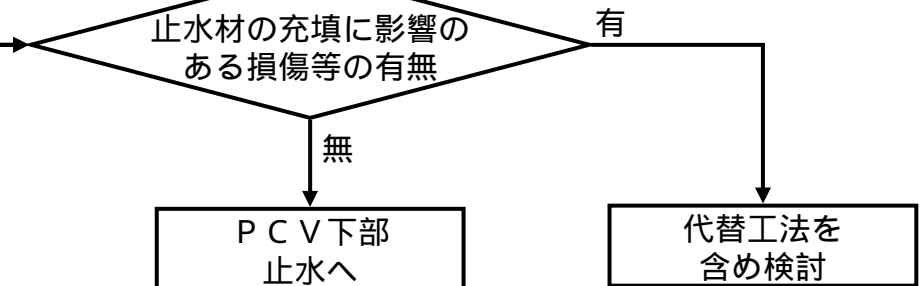 止水材の充填に影響の
ある損傷等の有無
有
無
ＰＣＶ下部
止水へ
代替工法を
含め検討